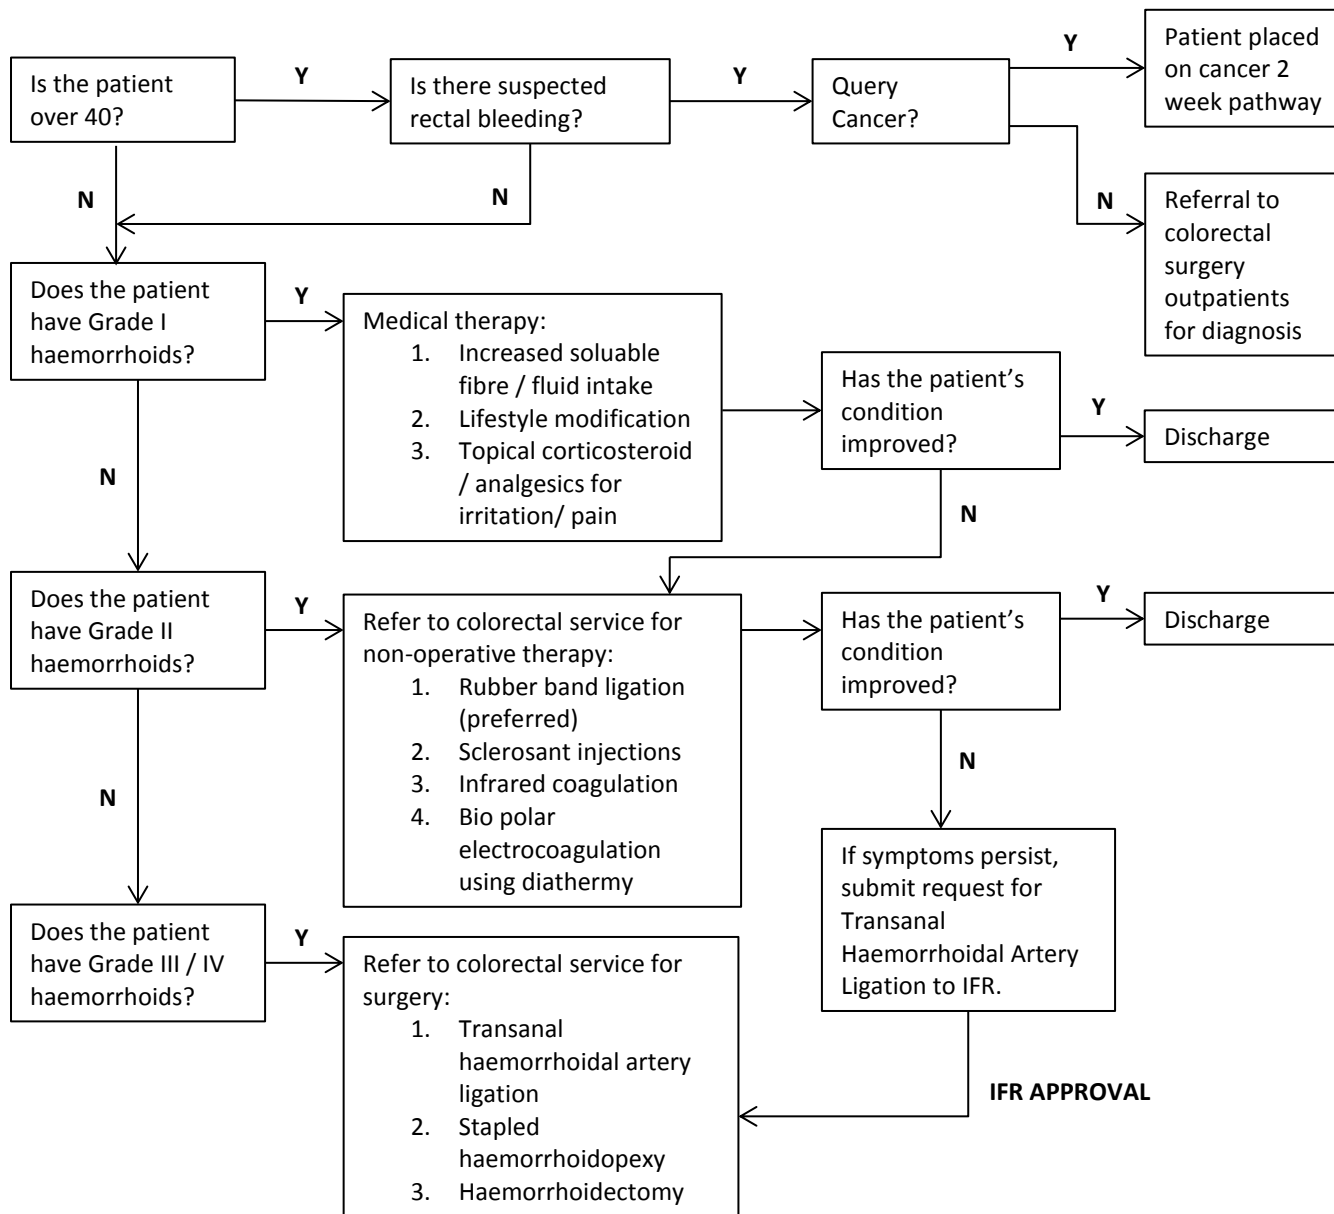 Is the patient
over 40?
Y
Is there suspected
rectal bleeding?
Y
Query
Cancer?
Y
Patient placed
on cancer 2
week pathway
N
N
N
Referral to
colorectal
surgery
outpatients
for diagnosis
Does the patient
have Grade I
haemorrhoids?
Y
Medical therapy:
1. Increased soluable
fibre / fluid intake
2. Lifestyle modification
3. Topical corticosteroid
/ analgesics for
irritation/ pain
Has the patient’s
condition
improved?
Y
Discharge
N
N
Does the patient
have Grade II
haemorrhoids?
Y
Refer to colorectal service for
non-operative therapy:
1. Rubber band ligation
(preferred)
2. Sclerosant injections
3. Infrared coagulation
4. Bio polar
electrocoagulation
using diathermy
Has the patient’s
condition
improved?
Y
Discharge
N
N
If symptoms persist,
submit request for
Transanal
Haemorrhoidal Artery
Ligation to IFR.
Does the patient
have Grade III / IV
haemorrhoids?
Y
Refer to colorectal service for
surgery:
1. Transanal
haemorrhoidal artery
ligation
2. Stapled
haemorrhoidopexy
3. Haemorrhoidectomy
IFR APPROVAL